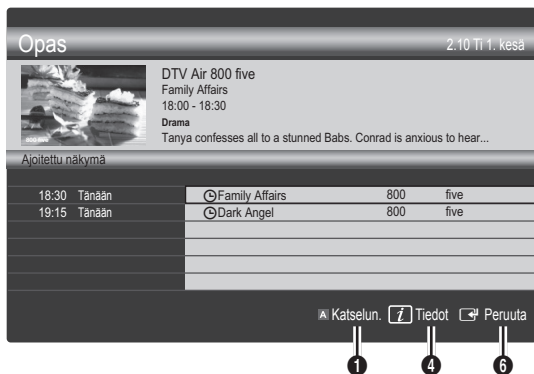 Opas 2.10 Ti 1. kesä
DTV Air 800 five
Family Affairs
18:00 - 18:30
Drama
Tanya confesses all to a stunned Babs. Conrad is anxious to hear...
800 five
Ajoitettu näkymä
18:30 Tänään Family Affairs 800 five
19:15 Tänään Dark Angel 800 five
A Katselun. i Tiedot Peruuta
1 4 6